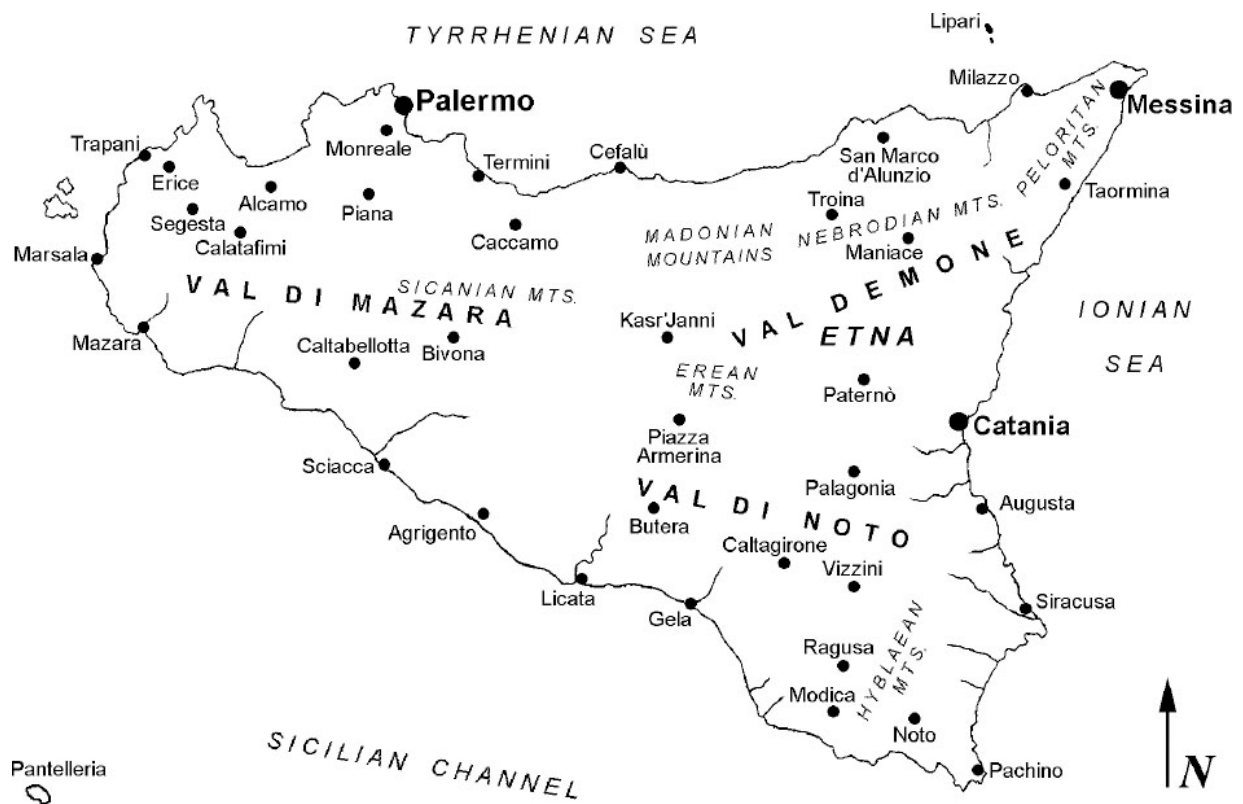 Lipari
TYRRHENIAN SEA
Milazzo
Palermo
Messina
PELORITAN
MTS.
Monreale
Trapani
Termini
Cefalù
San Marco
d'Alunzio
Erice
Alcamo
Piana
Troina
Taormina
Segesta
Calatafimi
Caccamo
MADONIAN
MOUNTAINS
NEBRODIAN MTS.
Maniace
Marsala
VAL DI MAZARA
SICANIAN MTS.
VAL DEMONE
IONIAN
SEA
Mazara
Caltabellotta
Bivona
Kasr'Janni
ETNA
EREAN
MTS.
Paternò
Piazza
Armerina
Catania
Sciacca
Palagonia
VAL DI NOTO
Agrigento
Butera
Augusta
Caltagirone
Vizzini
Licata
Gela
Siracusa
HYBLAEAN
MTS.
Ragusa
Modica
Noto
SICILIAN CHANNEL
Pantelleria
Pachino
N